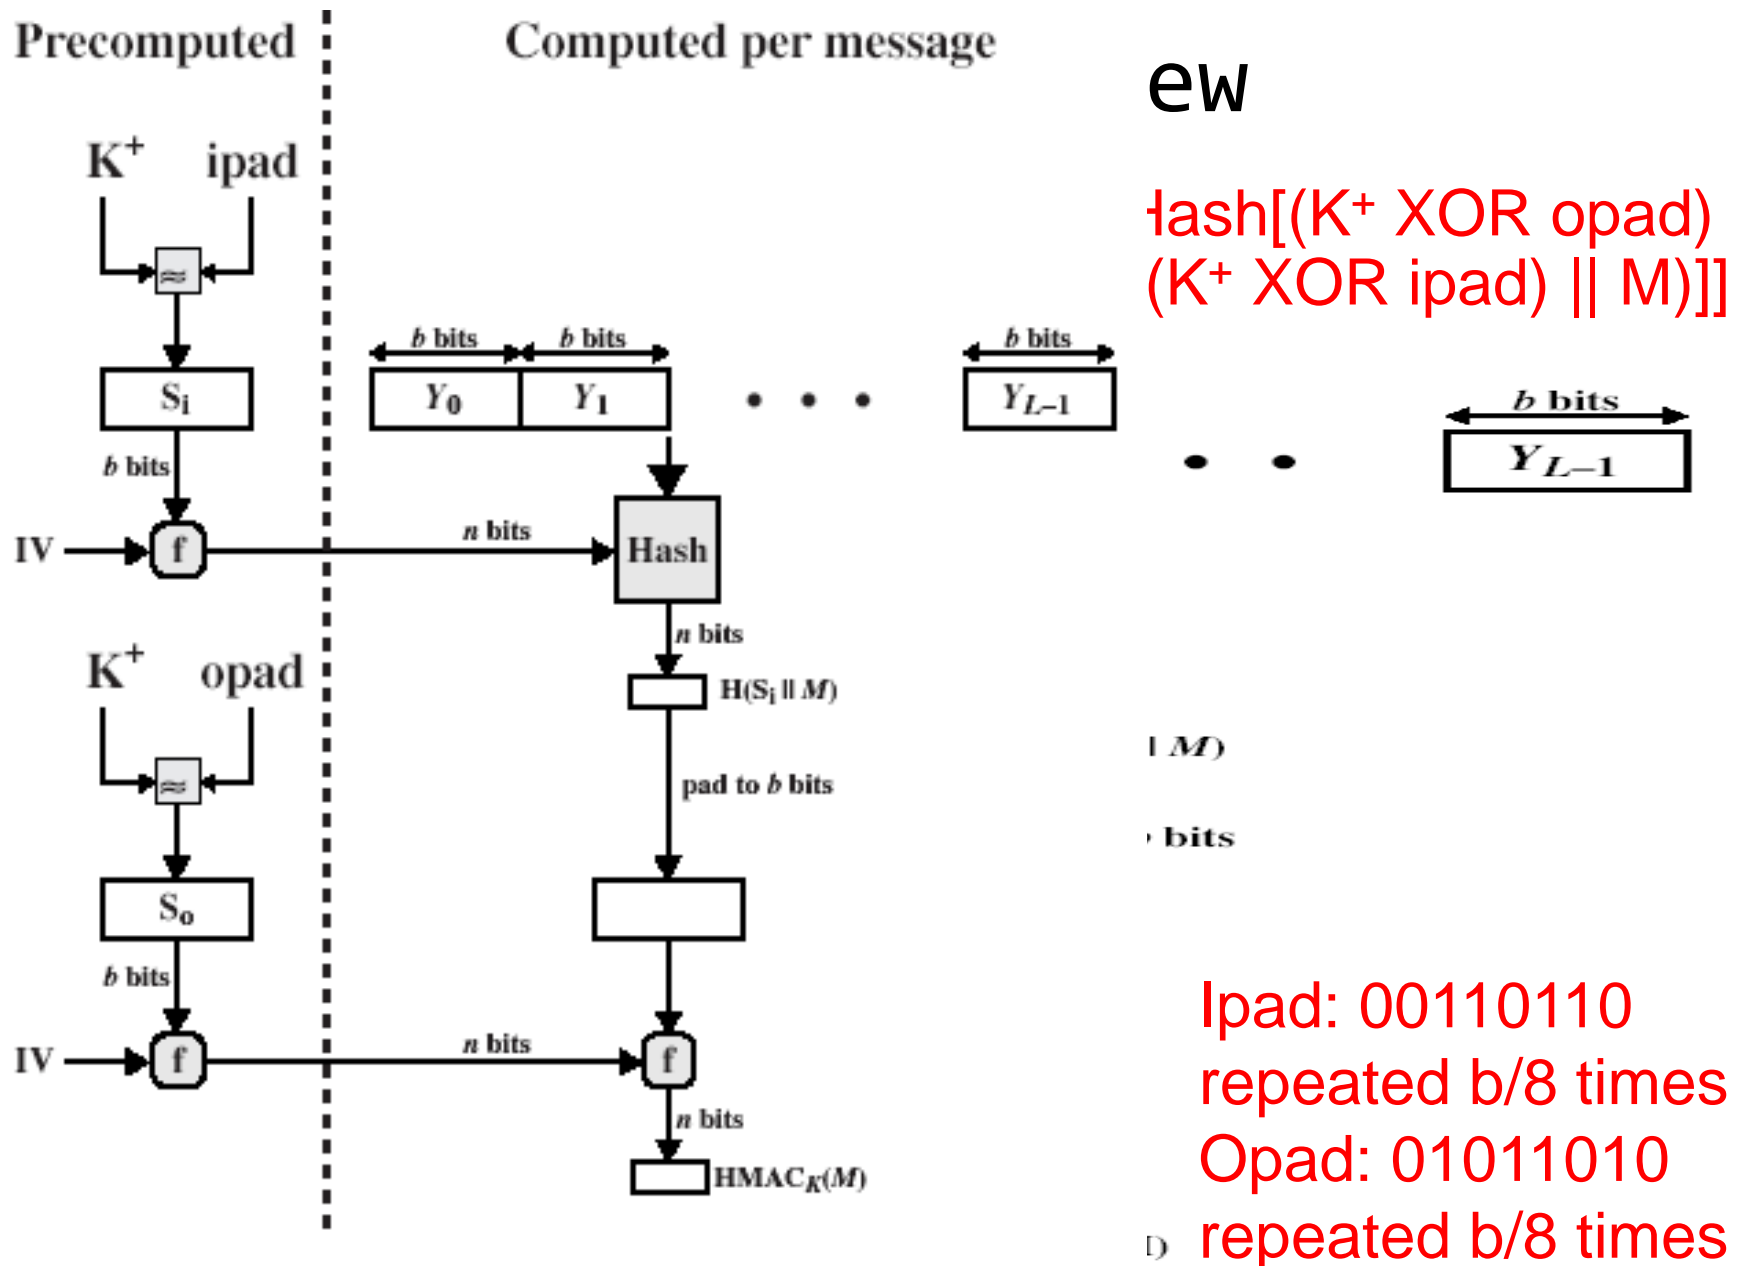 Precomputed
Computed per message
ew
K+ ipad
Hash[(K+ XOR opad)
(K+ XOR ipad) || M)]]
≈
b bits b bits b bits
Si
Y0 Y1 • • • YL–1
b bits
• • YL–1
b bits
IV f
n bits
Hash
n bits
K+ opad
H(Si || M)
| M)
≈
pad to b bits
bits
So
b bits
Ipad: 00110110
IV f
n bits
f
repeated b/8 times
n bits
Opad: 01011010
HMACK(M)
repeated b/8 times